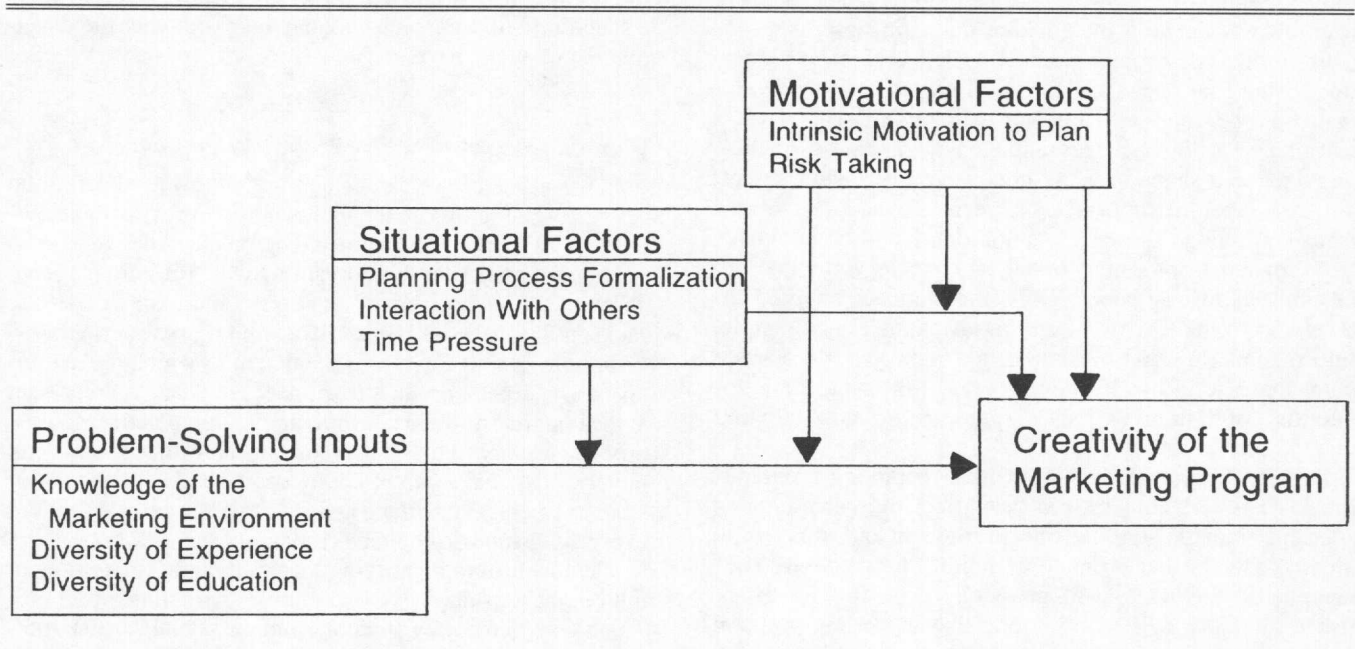 Motivational Factors
Intrinsic Motivation to Plan
Risk Taking
Situational Factors
Planning Process Formalization
Interaction With Others
Time Pressure
Problem-Solving Inputs
Knowledge of the
Marketing Environment
Diversity of Experience
Diversity of Education
Creativity of the
Marketing Program